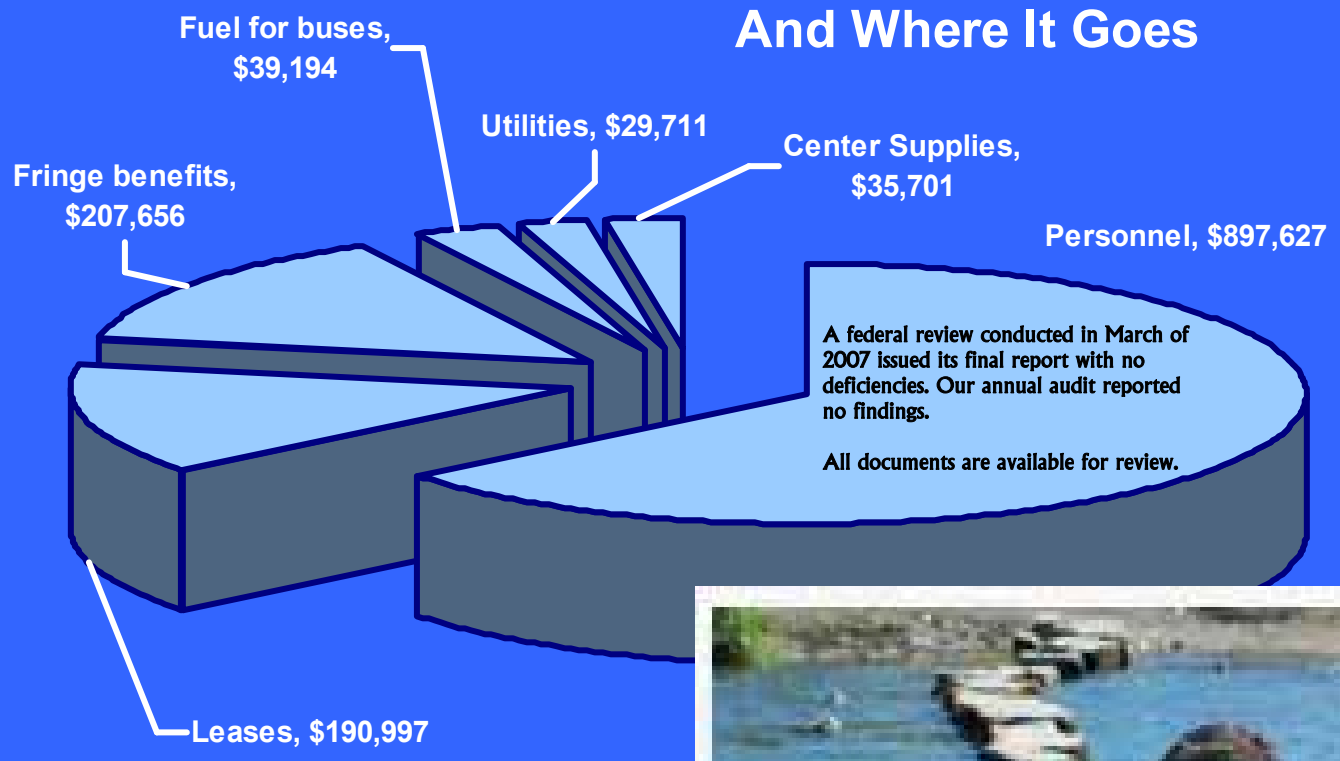 And Where It Goes
Fuel for buses,
$39,194
Utilities, $29,711
Center Supplies,
$35,701
Fringe benefits,
$207,656
Personnel, $897,627
A federal review conducted in March of
2007 issued its final report with no
deficiencies. Our annual audit reported
no findings.
All documents are available for review.
Leases, $190,997